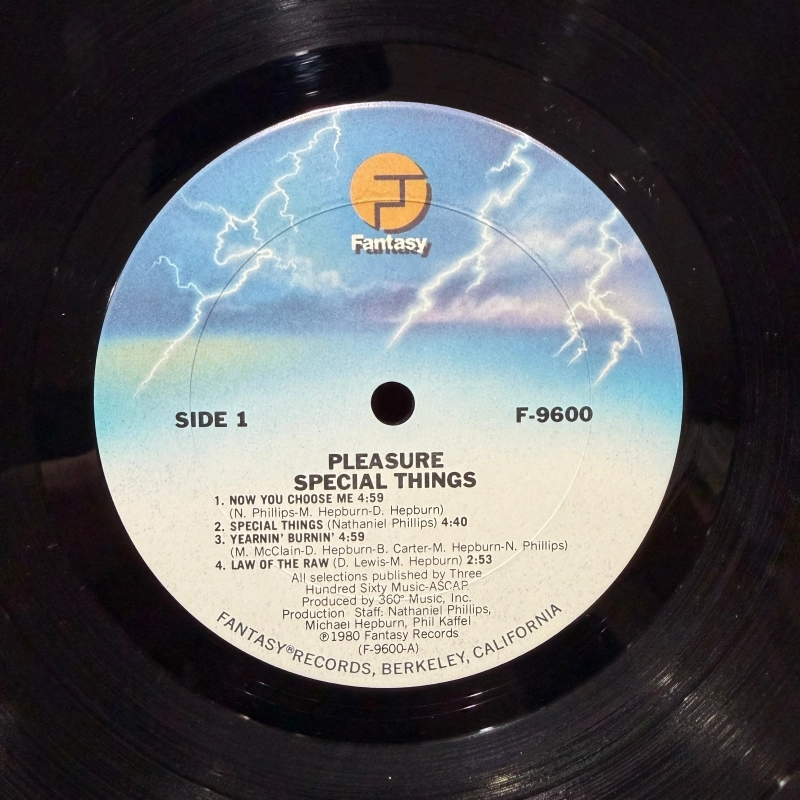 Fantasy
SIDE 1
F-9600
PLEASURE
SPECIAL THINGS
1. NOW YOU CHOOSE ME 4:59
(N. Phillips-M. Hepburn-D. Hepburn)
2. SPECIAL THINGS (Nathaniel Phillips) 4:40
3. YEARNIN' BURNIN' 4:59
(M. McClain-D. Hepburn-B. Carter-M. Hepburn-N. Phillips)
4. LAW OF THE RAW (D. Lewis-M. Hepburn) 2:53
All selections published by Three
Hundred Sixty Music-ASCAP
Produced by 360° Music, Inc.
Production Staff: Nathaniel Phillips,
Michael Hepburn, Phil Kaffel
℗1980 Fantasy Records
(F-9600-A)
FANTASY® RECORDS, BERKELEY, CALIFORNIA